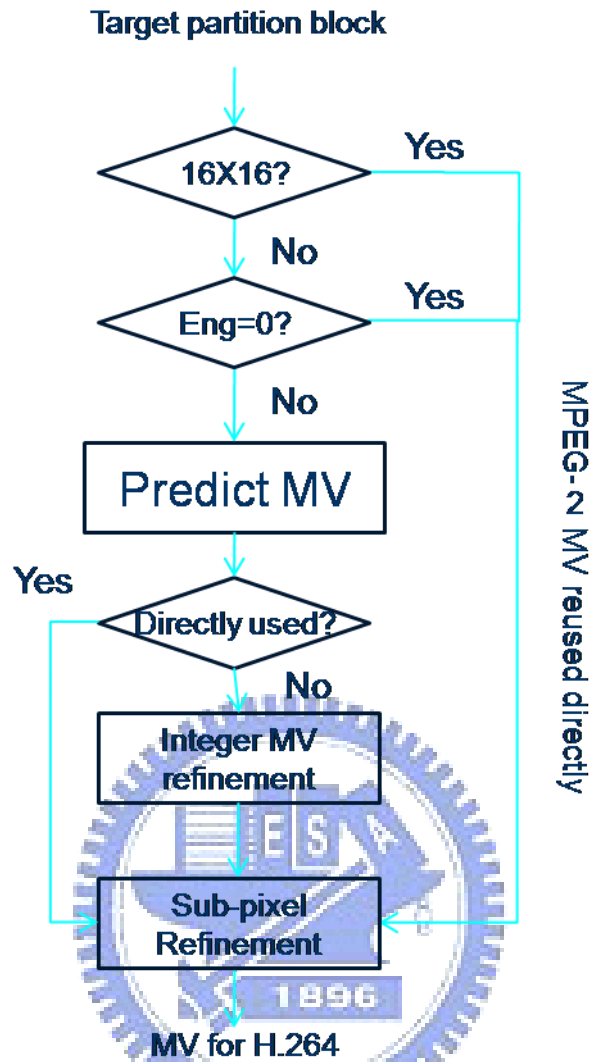 Target partition block
16X16?
Yes
No
Eng=0?
Yes
No
Predict MV
MPEG-2 MV reused directly
Yes
Directly used?
No
Integer MV
refinement
E S A
Sub-pixel
Refinement
1896
MV for H.264